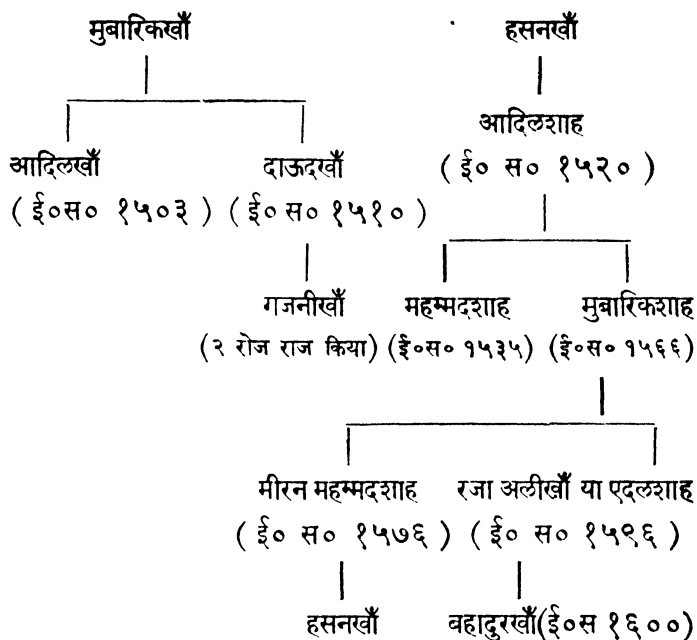 मुबारिकखाँ हसनखाँ
आदिलशाह
आदिलखाँ दाऊदखाँ ( ई० स० १५२० )
( ई०स० १५०३ ) ( ई० स० १५१० )
गजनीखाँ महम्मदशाह मुबारिकशाह
(२ रोज राज किया) (ई०स० १५३५) (ई०स० १५६६)
मीरन महम्मदशाह रजा अलीखाँ या एदलशाह
( ई० स० १५७६ ) ( ई० स० १५९६ )
हसनखाँ बहादुरखाँ(ई०स १६००)